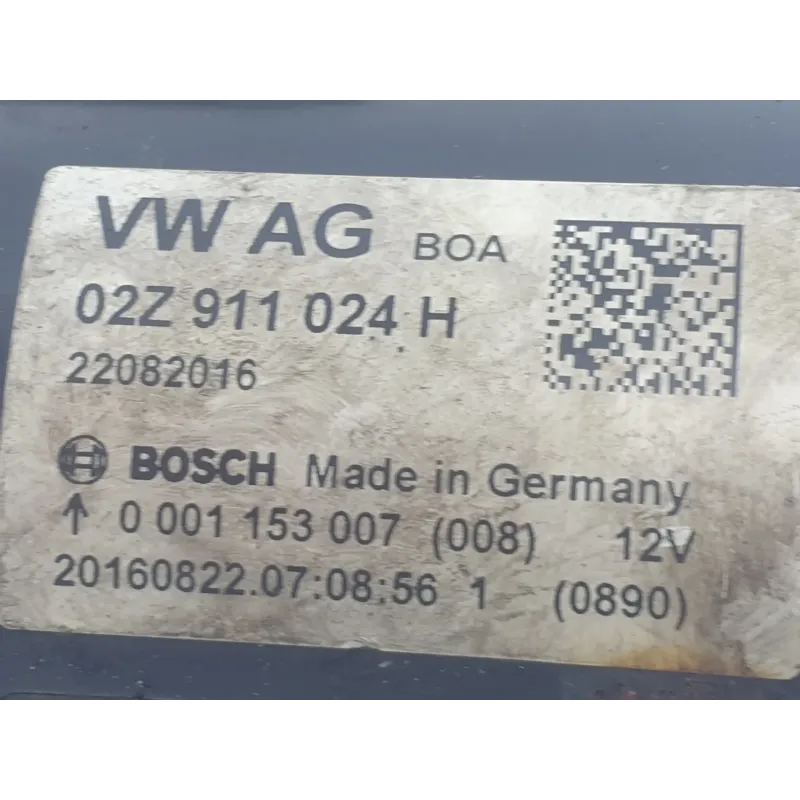 VW AG BOA
02Z 911 024 H
22082016
BOSCH Made in Germany
↑ 0 001 153 007 (008) 12V
20160822.07:08:56 1 (0890)